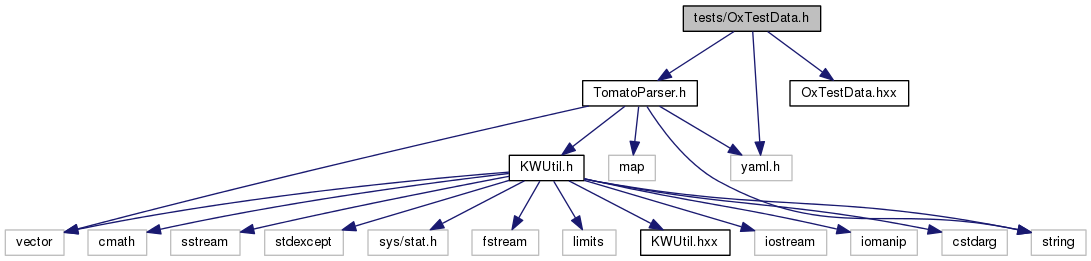 tests/OxTestData.h
TomatoParser.h
OxTestData.hxx
KWUtil.h
map
yaml.h
vector
cmath
sstream
stdexcept
sys/stat.h
fstream
limits
KWUtil.hxx
iostream
iomanip
cstdarg
string